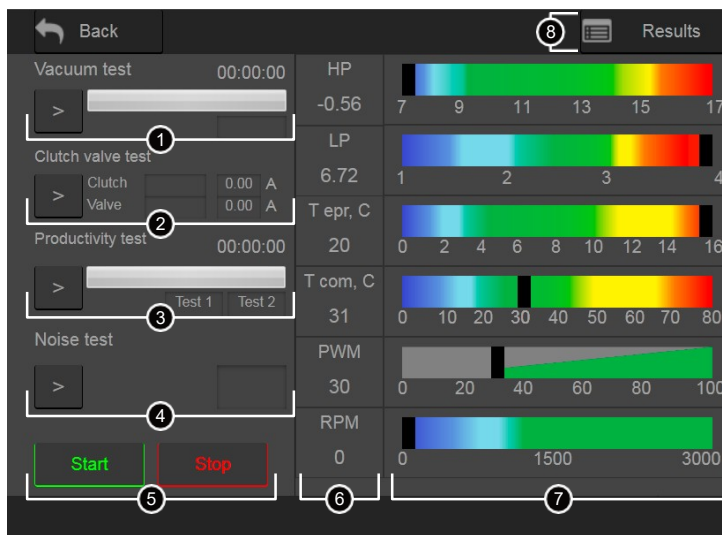 Back
8
Results
Vacuum test 00:00:00
>
1
Clutch valve test
>
Clutch 0.00 A
Valve 0.00 A
2
Productivity test 00:00:00
>
Test 1 Test 2
3
Noise test
>
4
Start Stop
5
HP
-0.56
LP
6.72
T epr, C
20
T com, C
31
PWM
30
RPM
0
6
7 9 11 13 15 17
1 2 3 4
0 2 4 6 8 10 12 14 16
0 10 20 30 40 50 60 70 80
0 20 40 60 80 100
0 1500 3000
7